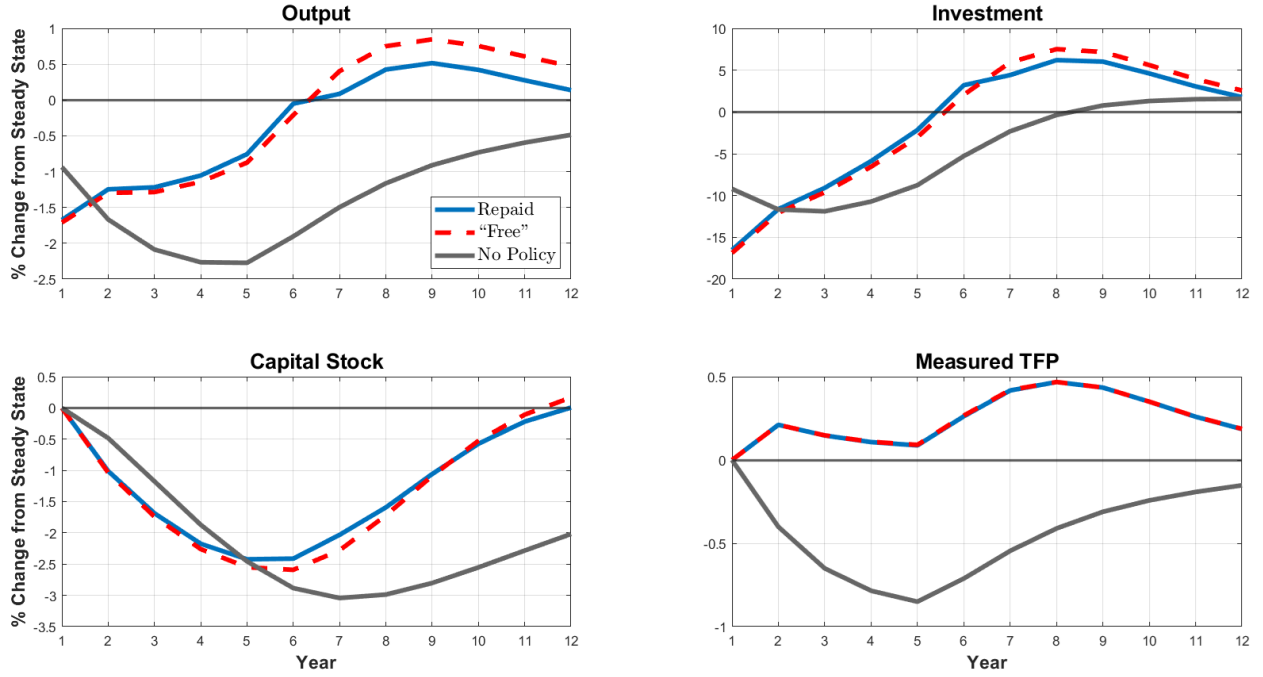 Output
% Change from Steady State
1
0.5
0
-0.5
-1
-1.5
-2
-2.5
1 2 3 4 5 6 7 8 9 10 11 12
Repaid
“Free”
No Policy
Investment
10
5
0
-5
-10
-15
-20
1 2 3 4 5 6 7 8 9 10 11 12
Capital Stock
% Change from Steady State
0.5
0
-0.5
-1
-1.5
-2
-2.5
-3
-3.5
1 2 3 4 5 6 7 8 9 10 11 12
Year
Measured TFP
0.5
0
-0.5
-1
1 2 3 4 5 6 7 8 9 10 11 12
Year